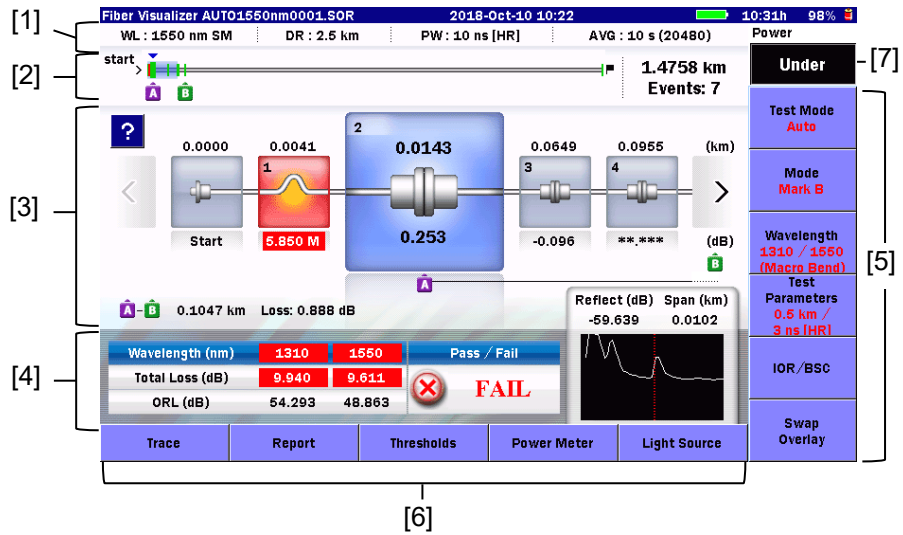 Fiber Visualizer AUTO1550nm0001.SOR 2018-Oct-10 10:22 10:31h 98%
[1] WL : 1550 nm SM DR : 2.5 km PW : 10 ns [HR] AVG : 10 s (20480) Power
[2] start 1.4758 km Under [7]
A B Events: 7
[3]
?
0.0000 0.0041 2 0.0143 0.0649 0.0955 (km)
1 3 4
Start 5.850 M 0.253 -0.096 **.*** (dB)
A B
A-B 0.1047 km Loss: 0.888 dB
Reflect (dB) Span (km)
-59.639 0.0102
[4]
Wavelength (nm) 1310 1550 Pass / Fail
Total Loss (dB) 9.940 9.611 FAIL
ORL (dB) 54.293 48.863
Test Mode
Auto
Mode
Mark B
Wavelength
1310 / 1550
(Macro Bend)
[5]
Test
Parameters
0.5 km /
3 ns [HR]
IOR/BSC
Swap
Overlay
Trace Report Thresholds Power Meter Light Source
[6]